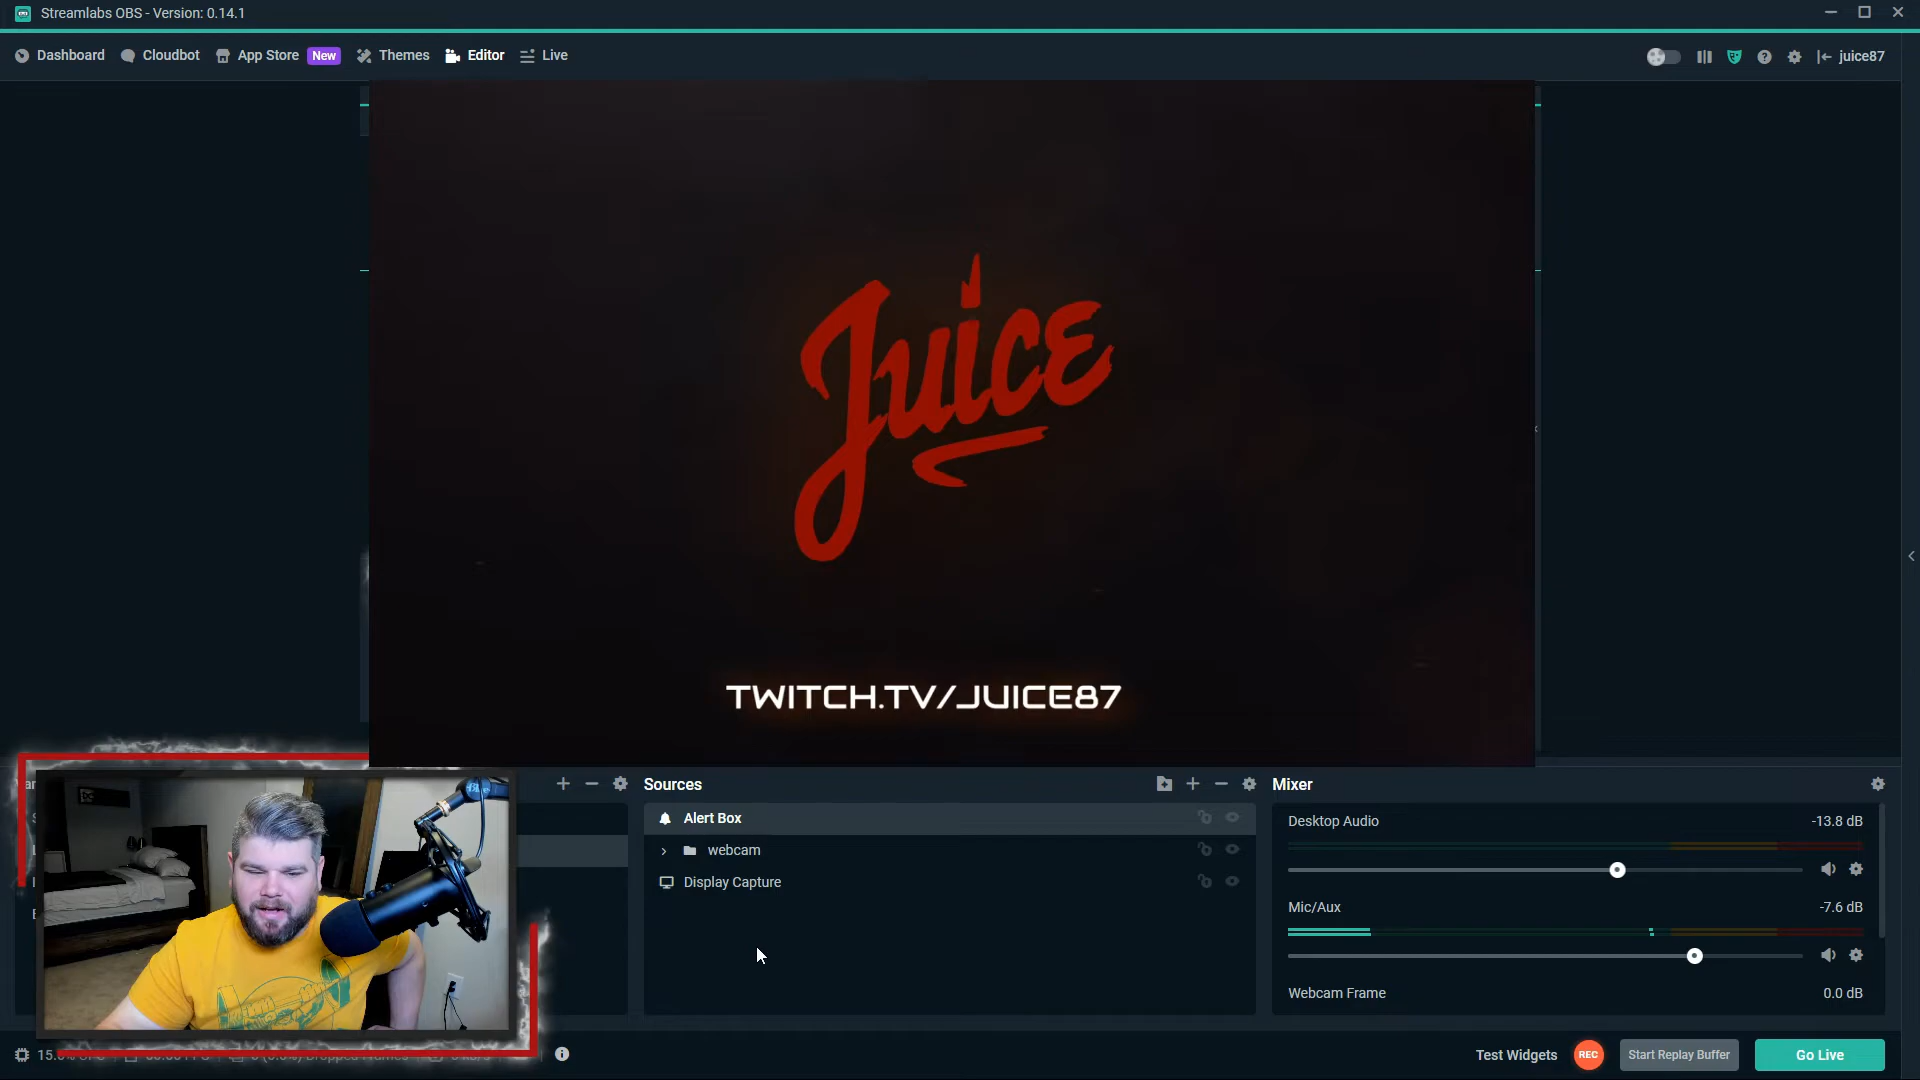 Streamlabs OBS - Version: 0.14.1
Dashboard Cloudbot App Store New Themes Editor Live juice87
Juice
TWITCH.TV/JUICE87
Sources
Alert Box
webcam
Display Capture
Mixer
Desktop Audio -13.8 dB
Mic/Aux -7.6 dB
Webcam Frame 0.0 dB
Test Widgets REC Start Replay Buffer Go Live